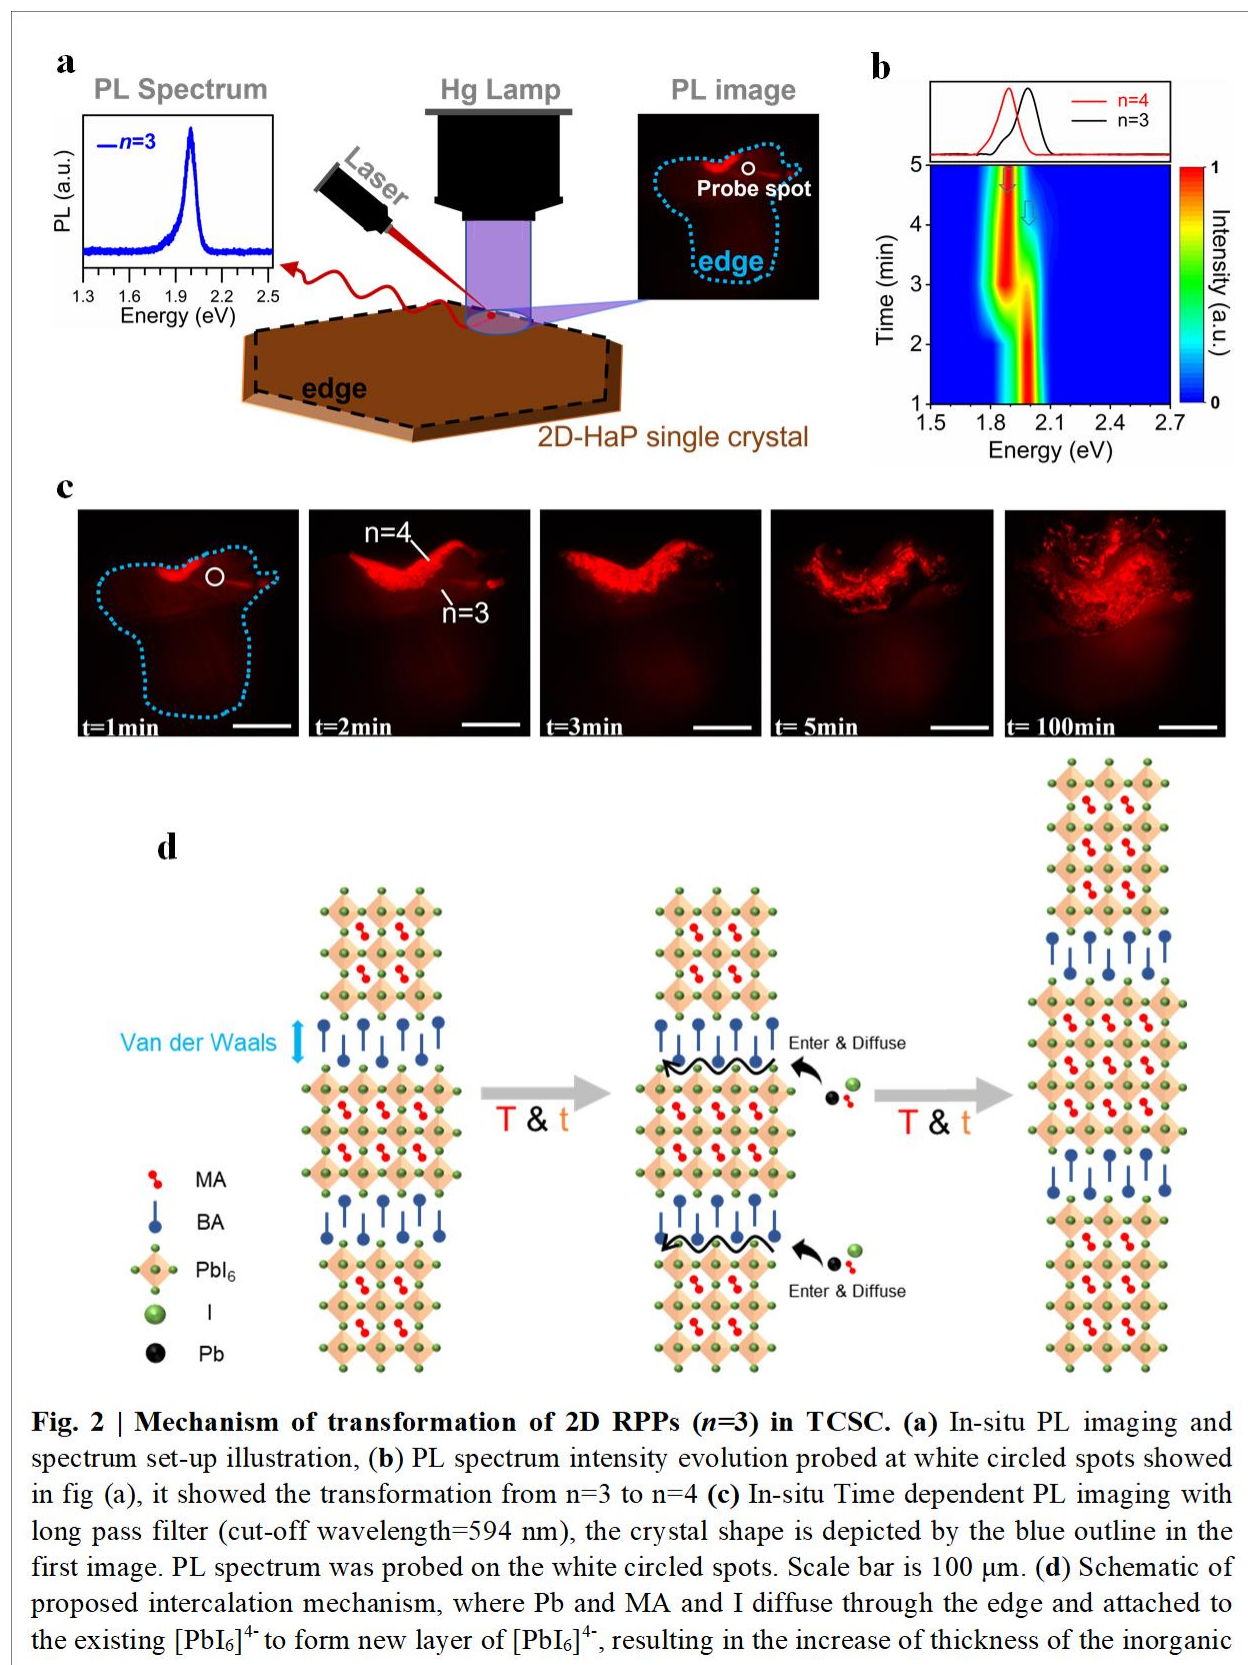 a
PL Spectrum
Hg Lamp
PL image
n=3
PL (a.u.)
1.3 1.6 1.9 2.2 2.5
Energy (eV)
Laser
Probe spot
edge
edge
2D-HaP single crystal
b
n=4
n=3
5
4
3
2
1
Time (min)
1.5 1.8 2.1 2.4 2.7
Energy (eV)
1
0
Intensity (a.u.)
c
t=1min
n=4
n=3
t=2min
t=3min
t= 5min
t= 100min
d
Van der Waals
T & t
Enter & Diffuse
Enter & Diffuse
T & t
MA
BA
PbI6
I
Pb
Fig. 2 | Mechanism of transformation of 2D RPPs (n=3) in TCSC. (a) In-situ PL imaging and
spectrum set-up illustration, (b) PL spectrum intensity evolution probed at white circled spots showed
in fig (a), it showed the transformation from n=3 to n=4 (c) In-situ Time dependent PL imaging with
long pass filter (cut-off wavelength=594 nm), the crystal shape is depicted by the blue outline in the
first image. PL spectrum was probed on the white circled spots. Scale bar is 100 μm. (d) Schematic of
proposed intercalation mechanism, where Pb and MA and I diffuse through the edge and attached to
the existing [PbI6]4- to form new layer of [PbI6]4-, resulting in the increase of thickness of the inorganic